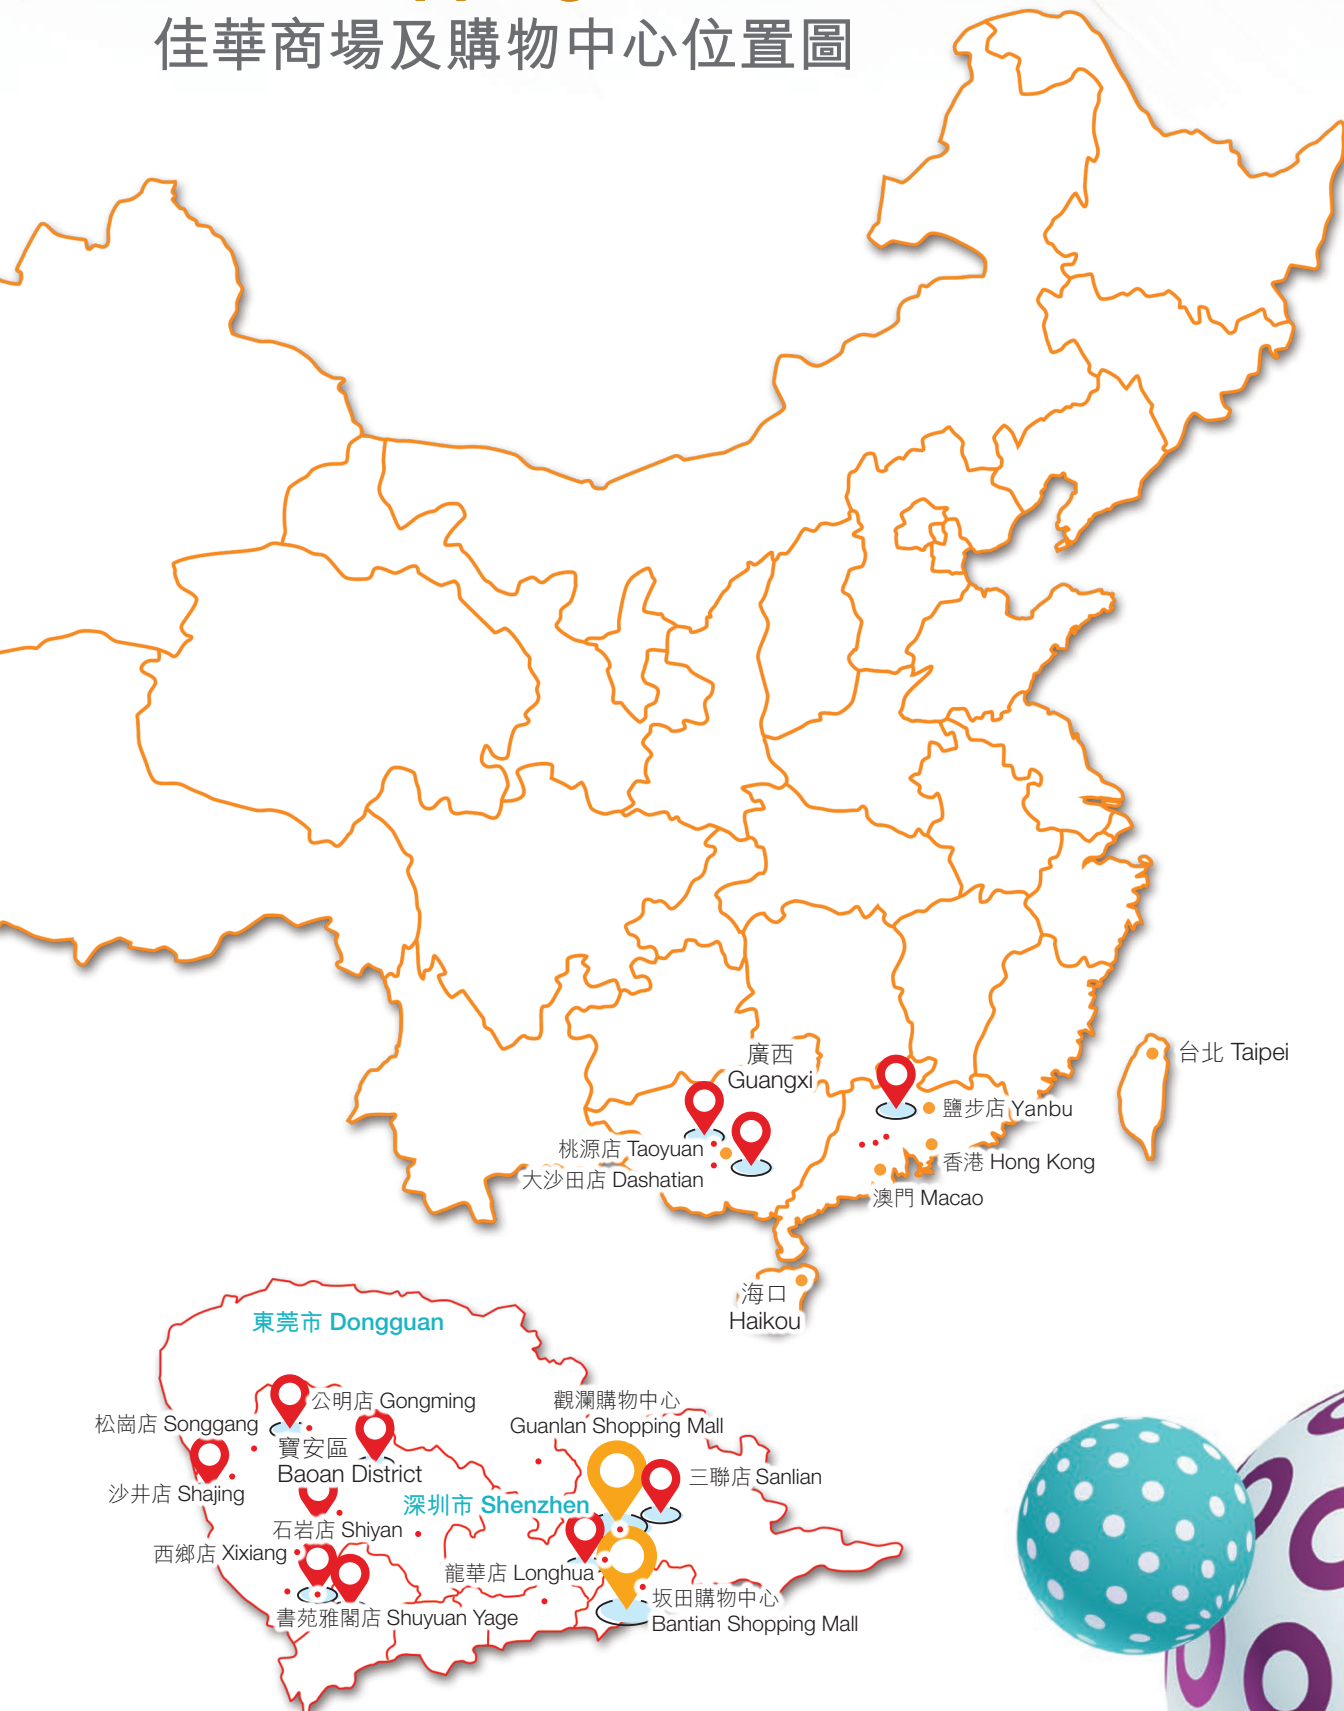 佳華商場及購物中心位置圖
廣西
Guangxi
台北 Taipei
鹽步店 Yanbu
桃源店 Taoyuan
大沙田店 Dashatian
香港 Hong Kong
澳門 Macao
海口
Haikou
東莞市 Dongguan
公明店 Gongming
松崗店 Songgang
寶安區
Baoan District
沙井店 Shajing
觀瀾購物中心
Guanlan Shopping Mall
三聯店 Sanlian
深圳市 Shenzhen
石岩店 Shiyan
西鄉店 Xixiang
龍華店 Longhua
書苑雅閣店 Shuyuan Yage
坂田購物中心
Bantian Shopping Mall